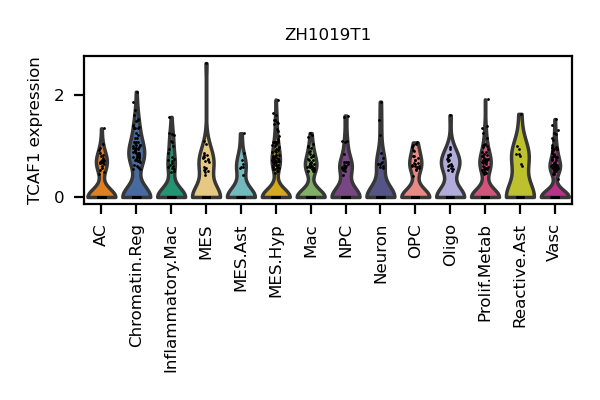 ZH1019T1
TCAF1 expression
2
0
AC
Chromatin.Reg
Inflammatory.Mac
MES
MES.Ast
MES.Hyp
Mac
NPC
Neuron
OPC
Oligo
Prolif.Metab
Reactive.Ast
Vasc